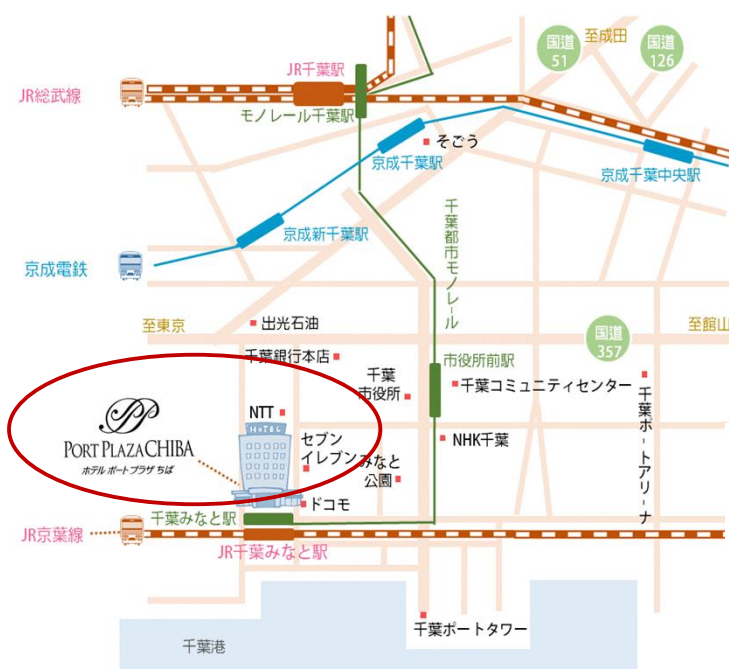 至成田
国道
51
国道
126
JR千葉駅
JR総武線
モノレール千葉駅
そごう
京成千葉駅
京成千葉中央駅
京成新千葉駅
千葉都市モノレール
京成電鉄
至東京
出光石油
国道
357
至館山
千葉銀行本店
市役所前駅
千葉
市役所
千葉コミュニティセンター
千葉ポートアリーナ
NTT
HOTEL
PORT PLAZA CHIBA
ホテル ポートプラザ ちば
セブン
イレブン
NHK千葉
みなと
公園
ドコモ
千葉みなと駅
JR京葉線
JR千葉みなと駅
千葉ポートタワー
千葉港